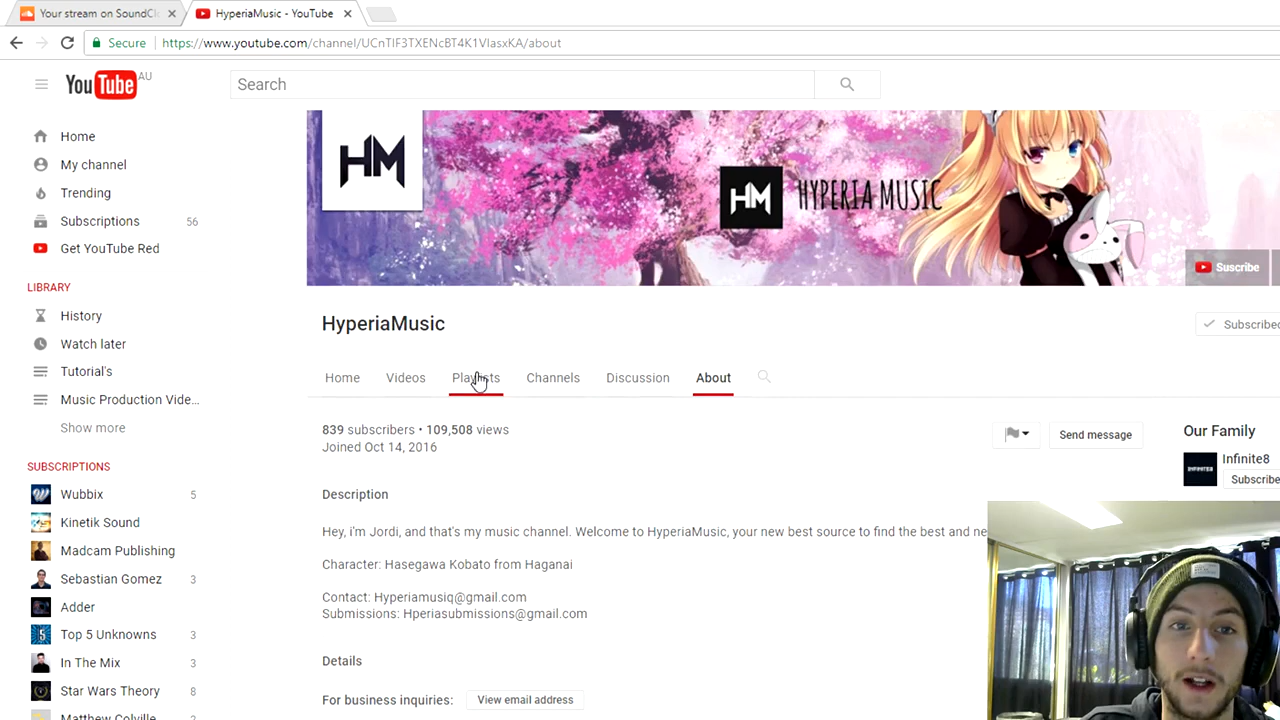 Your stream on SoundCl
HyperiaMusic - YouTube
Secure
https://www.youtube.com/channel/UCnTlF3TXENcBT4K1VlasxKA/about
YouTube AU
Search
Home
My channel
Trending
Subscriptions 56
Get YouTube Red
LIBRARY
History
Watch later
Tutorial's
Music Production Vide...
Show more
SUBSCRIPTIONS
Wubbix 5
Kinetik Sound
Madcam Publishing
Sebastian Gomez 3
Adder
Top 5 Unknowns 3
In The Mix 3
Star Wars Theory 8
Matthew Colville 2
HM
HM HYPERIA MUSIC
Suscribe
HyperiaMusic
Subscribed
Home Videos Playlists Channels Discussion About
839 subscribers • 109,508 views
Joined Oct 14, 2016
Send message
Description
Hey, i'm Jordi, and that's my music channel. Welcome to HyperiaMusic, your new best source to find the best and ne
Character: Hasegawa Kobato from Haganai
Contact: Hyperiamusiq@gmail.com
Submissions: Hperiasubmissions@gmail.com
Details
For business inquiries: View email address
Our Family
INFINITE8
Infinite8
Subscribe